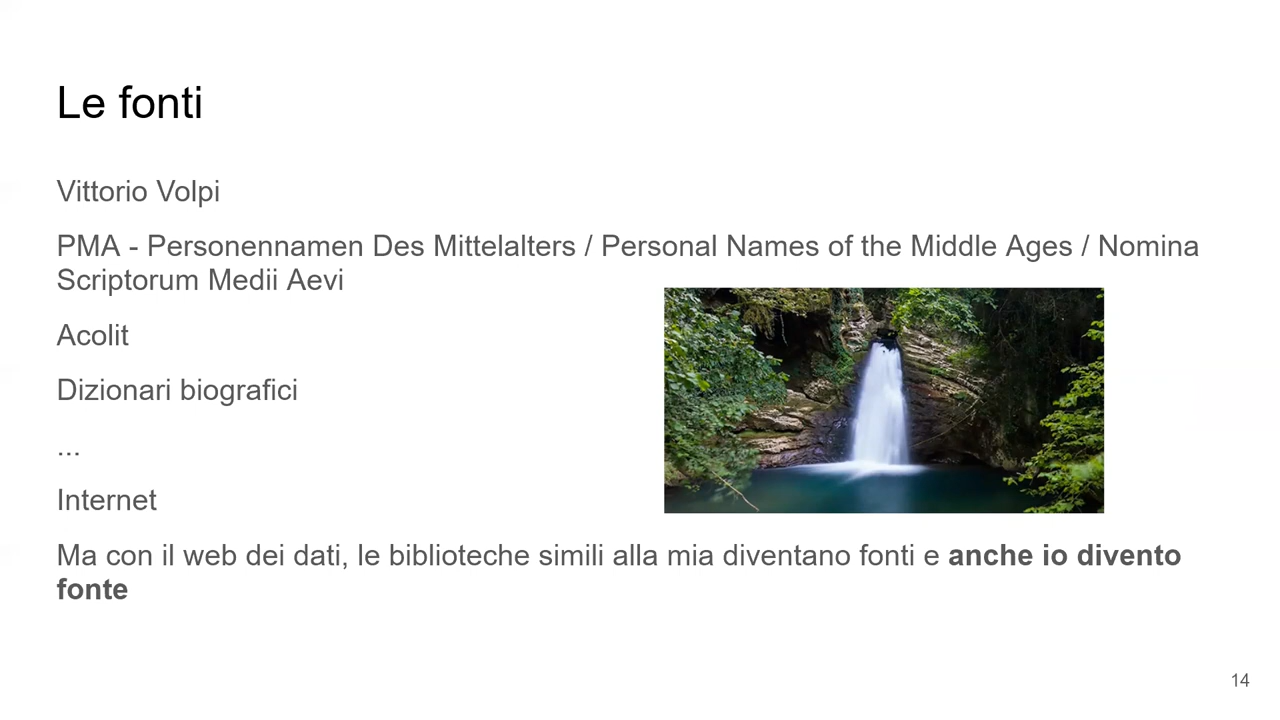 Le fonti
Vittorio Volpi
PMA - Personennamen Des Mittelalters / Personal Names of the Middle Ages / Nomina
Scriptorum Medii Aevi
Acolit
Dizionari biografici
...
Internet
Ma con il web dei dati, le biblioteche simili alla mia diventano fonti e anche io divento
fonte
14